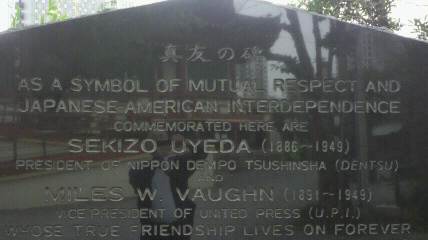 真友の碑
AS A SYMBOL OF MUTUAL RESPECT AND
JAPANESE-AMERICAN INTERDEPENDENCE
COMMEMORATED HERE ARE
SEKIZO UYEDA (1886~1949)
PRESIDENT OF NIPPON DEMPO TSUSHINSHA (DENTSU)
AND
MILES W. VAUGHN (1891~1949)
VICE PRESIDENT OF UNITED PRESS (U.P.I.)
WHOSE TRUE FRIENDSHIP LIVES ON FOREVER